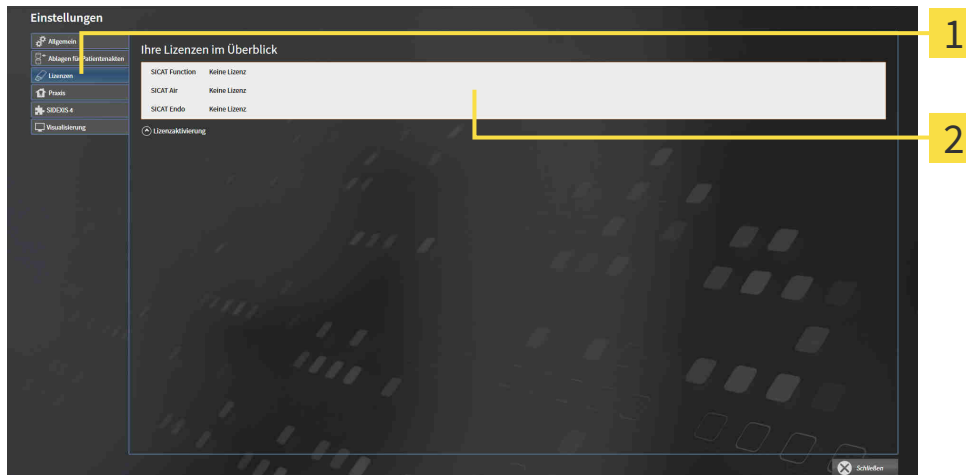 Einstellungen
Allgemein
Ablagen für Patientenakten
Lizenzen
Praxis
SIDEXIS 4
Visualisierung
Ihre Lizenzen im Überblick
SICAT Function Keine Lizenz
SICAT Air Keine Lizenz
SICAT Endo Keine Lizenz
Lizenzaktivierung
Schließen
1
2